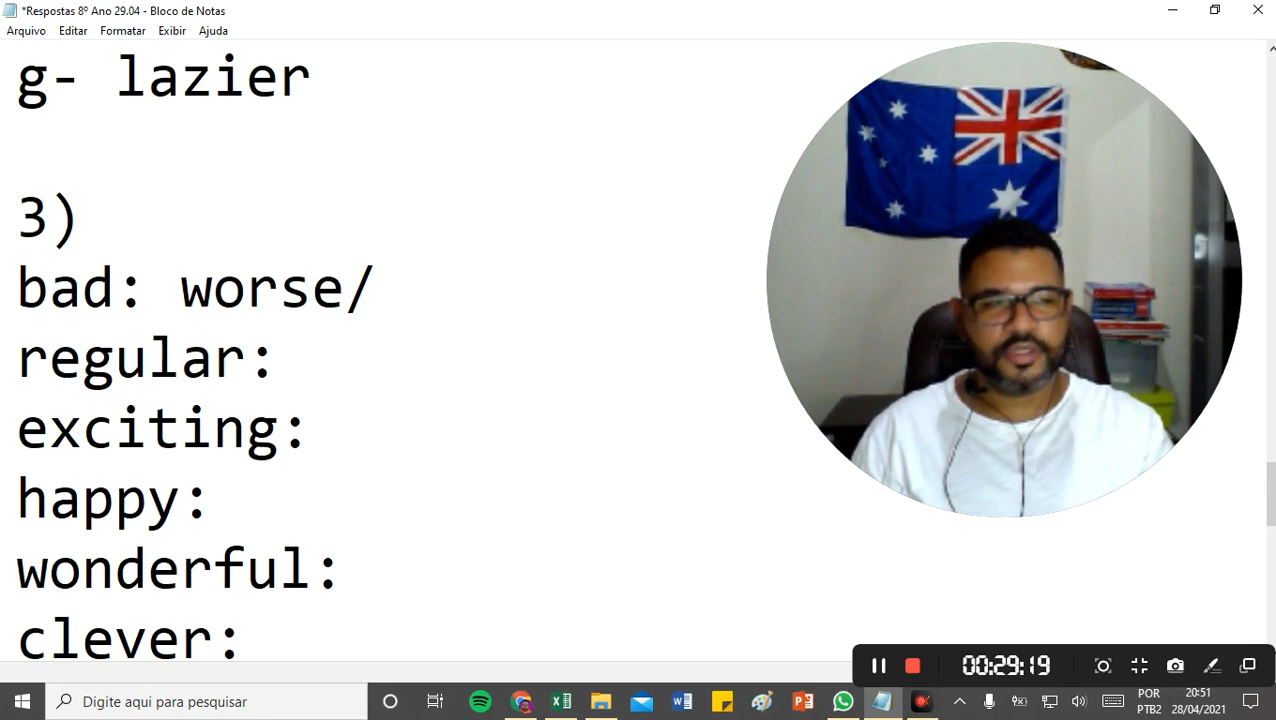 *Respostas 8º Ano 29.04 - Bloco de Notas
Arquivo Editar Formatar Exibir Ajuda
g- lazier
3)
bad: worse/
regular:
exciting:
happy:
wonderful:
clever:
00:29:19
Digite aqui para pesquisar
POR
PTB2
20:51
28/04/2021